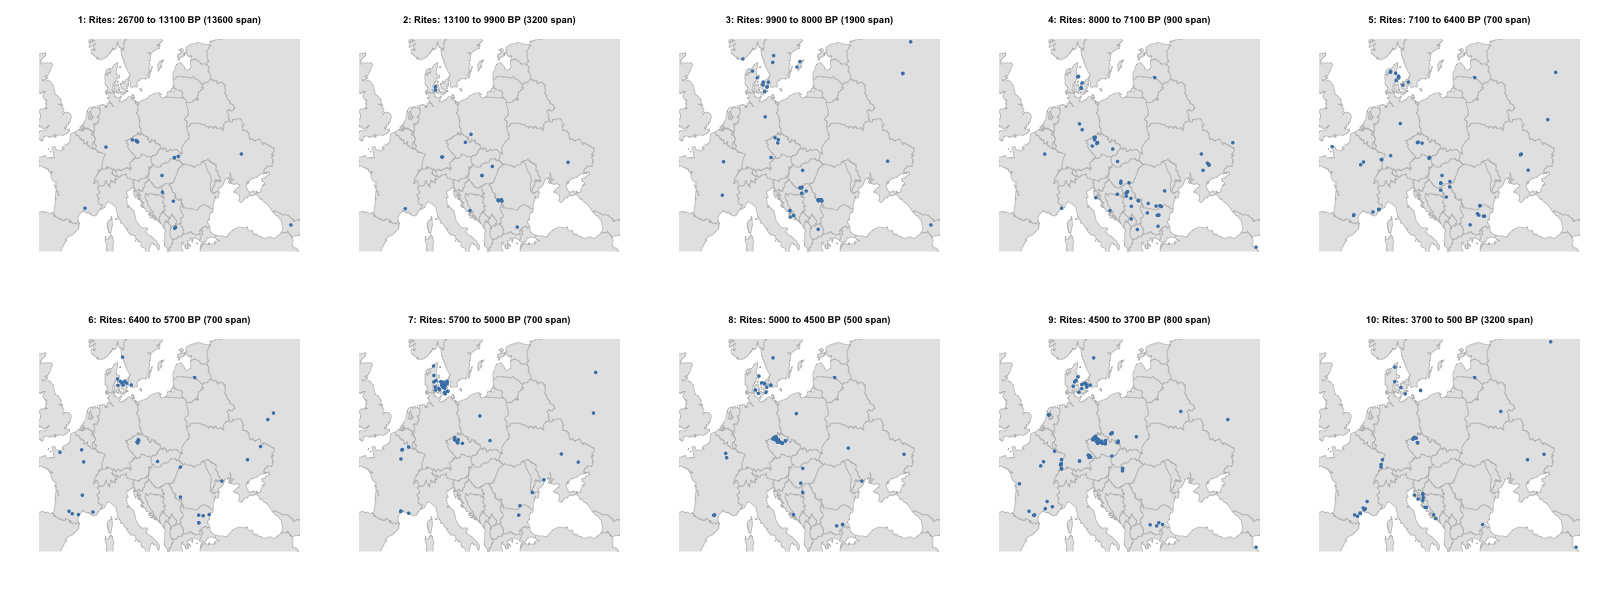 1: Rites: 26700 to 13100 BP (13600 span)
2: Rites: 13100 to 9900 BP (3200 span)
3: Rites: 9900 to 8000 BP (1900 span)
4: Rites: 8000 to 7100 BP (900 span)
5: Rites: 7100 to 6400 BP (700 span)
6: Rites: 6400 to 5700 BP (700 span)
7: Rites: 5700 to 5000 BP (700 span)
8: Rites: 5000 to 4500 BP (500 span)
9: Rites: 4500 to 3700 BP (800 span)
10: Rites: 3700 to 500 BP (3200 span)